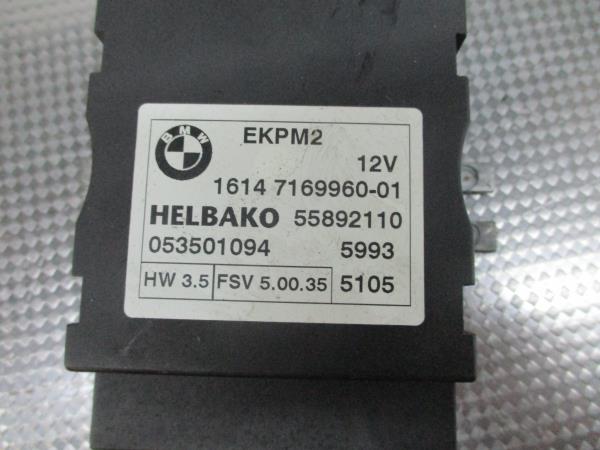 BMW
EKPM2
12V
1614 7169960-01
HELBAKO 55892110
053501094 5993
HW 3.5 FSV 5.00.35 5105